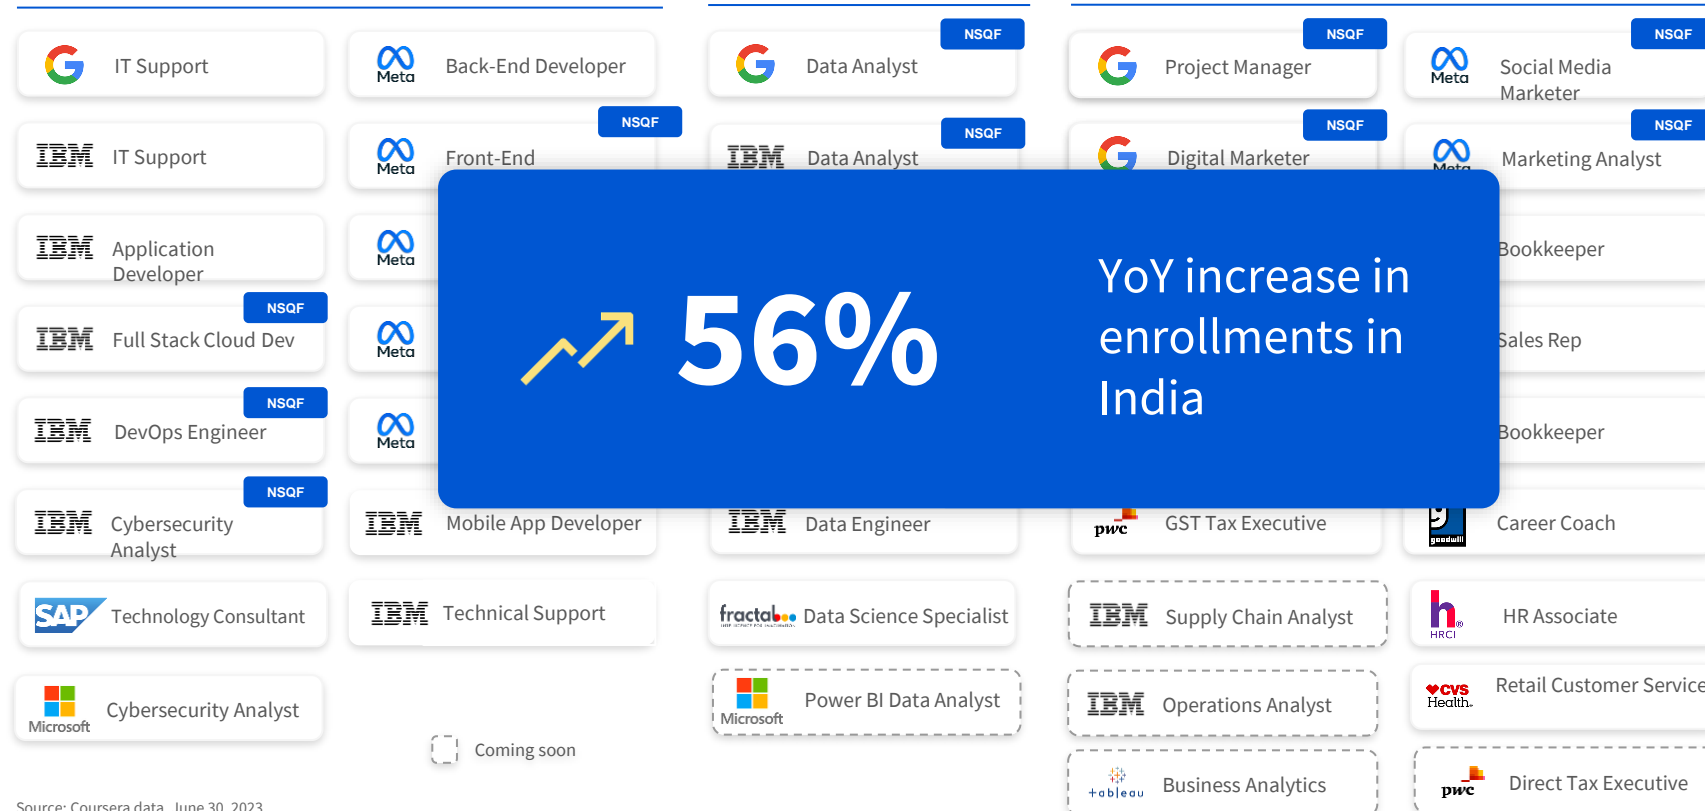 NSQF
NSQF
NSQF
IT Support
Meta
Back-End Developer
Data Analyst
Project Manager
Meta
Social Media
Marketer
NSQF
NSQF
NSQF
NSQF
IBM
IT Support
Meta
Front-End
IBM
Data Analyst
Digital Marketer
Meta
Marketing Analyst
IBM
Application
Developer
Meta
Bookkeeper
NSQF
IBM
Full Stack Cloud Dev
Meta
Sales Rep
56%
YoY increase in
enrollments in
India
NSQF
IBM
DevOps Engineer
Meta
Bookkeeper
NSQF
IBM
Cybersecurity
Analyst
IBM
Mobile App Developer
IBM
Data Engineer
pwc
GST Tax Executive
goodwill
Career Coach
SAP
Technology Consultant
IBM
Technical Support
fractal
Data Science Specialist
IBM
Supply Chain Analyst
HRCI
HR Associate
Microsoft
Cybersecurity Analyst
Microsoft
Power BI Data Analyst
IBM
Operations Analyst
CVS
Health.
Retail Customer Service
Coming soon
+ableau
Business Analytics
pwc
Direct Tax Executive
Source: Coursera data, June 30, 2023